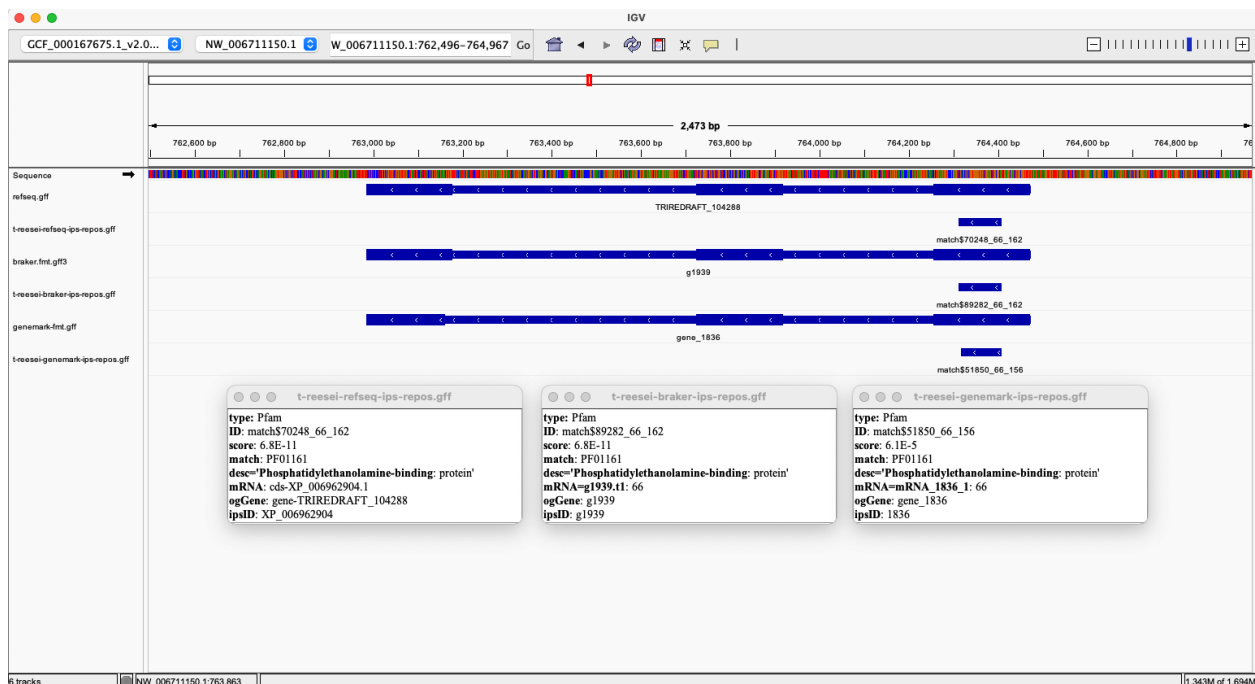 IGV
GCF_000167675.1_v2.0... NW_006711150.1 W_006711150.1:762,496-764,967 Go
2,473 bp
762,600 bp 762,800 bp 763,000 bp 763,200 bp 763,400 bp 763,600 bp 763,800 bp 764,000 bp 764,200 bp 764,400 bp 764,600 bp 764,800 bp 76
Sequence
refseq.gff
TRIREDRAFT_104288
t-reesei-refseq-ips-repos.gff
match$70248_66_162
braker.fmt.gff3
g1939
t-reesei-braker-ips-repos.gff
match$89282_66_162
genemark-fmt.gff
gene_1836
t-reesei-genemark-ips-repos.gff
match$51850_66_156
t-reesei-refseq-ips-repos.gff
type: Pfam
ID: match$70248_66_162
score: 6.8E-11
match: PF01161
desc='Phosphatidylethanolamine-binding: protein'
mRNA: cds-XP_006962904.1
ogGene: gene-TRIREDRAFT_104288
ipsID: XP_006962904
t-reesei-braker-ips-repos.gff
type: Pfam
ID: match$89282_66_162
score: 6.8E-11
match: PF01161
desc='Phosphatidylethanolamine-binding: protein'
mRNA=g1939.t1: 66
ogGene: g1939
ipsID: g1939
t-reesei-genemark-ips-repos.gff
type: Pfam
ID: match$51850_66_156
score: 6.1E-5
match: PF01161
desc='Phosphatidylethanolamine-binding: protein'
mRNA=mRNA_1836_1: 66
ogGene: gene_1836
ipsID: 1836
6 tracks NW_006711150.1:763,863 1,343M of 1,694M